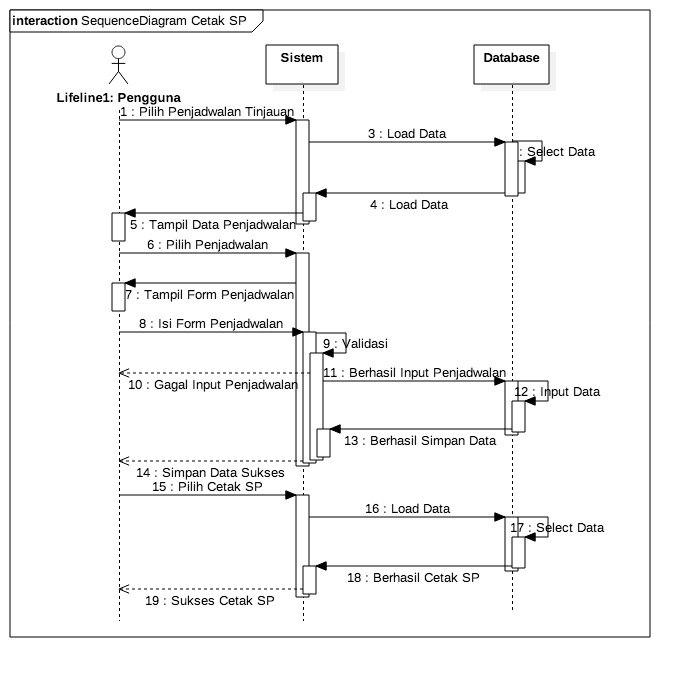 interaction SequenceDiagram Cetak SP
Sistem
Database
Lifeline1: Pengguna
1 : Pilih Penjadwalan Tinjauan
3 : Load Data
: Select Data
4 : Load Data
5 : Tampil Data Penjadwalan
6 : Pilih Penjadwalan
7 : Tampil Form Penjadwalan
8 : Isi Form Penjadwalan
9 : Validasi
11 : Berhasil Input Penjadwalan
10 : Gagal Input Penjadwalan
12 : Input Data
13 : Berhasil Simpan Data
14 : Simpan Data Sukses
15 : Pilih Cetak SP
16 : Load Data
17 : Select Data
18 : Berhasil Cetak SP
19 : Sukses Cetak SP